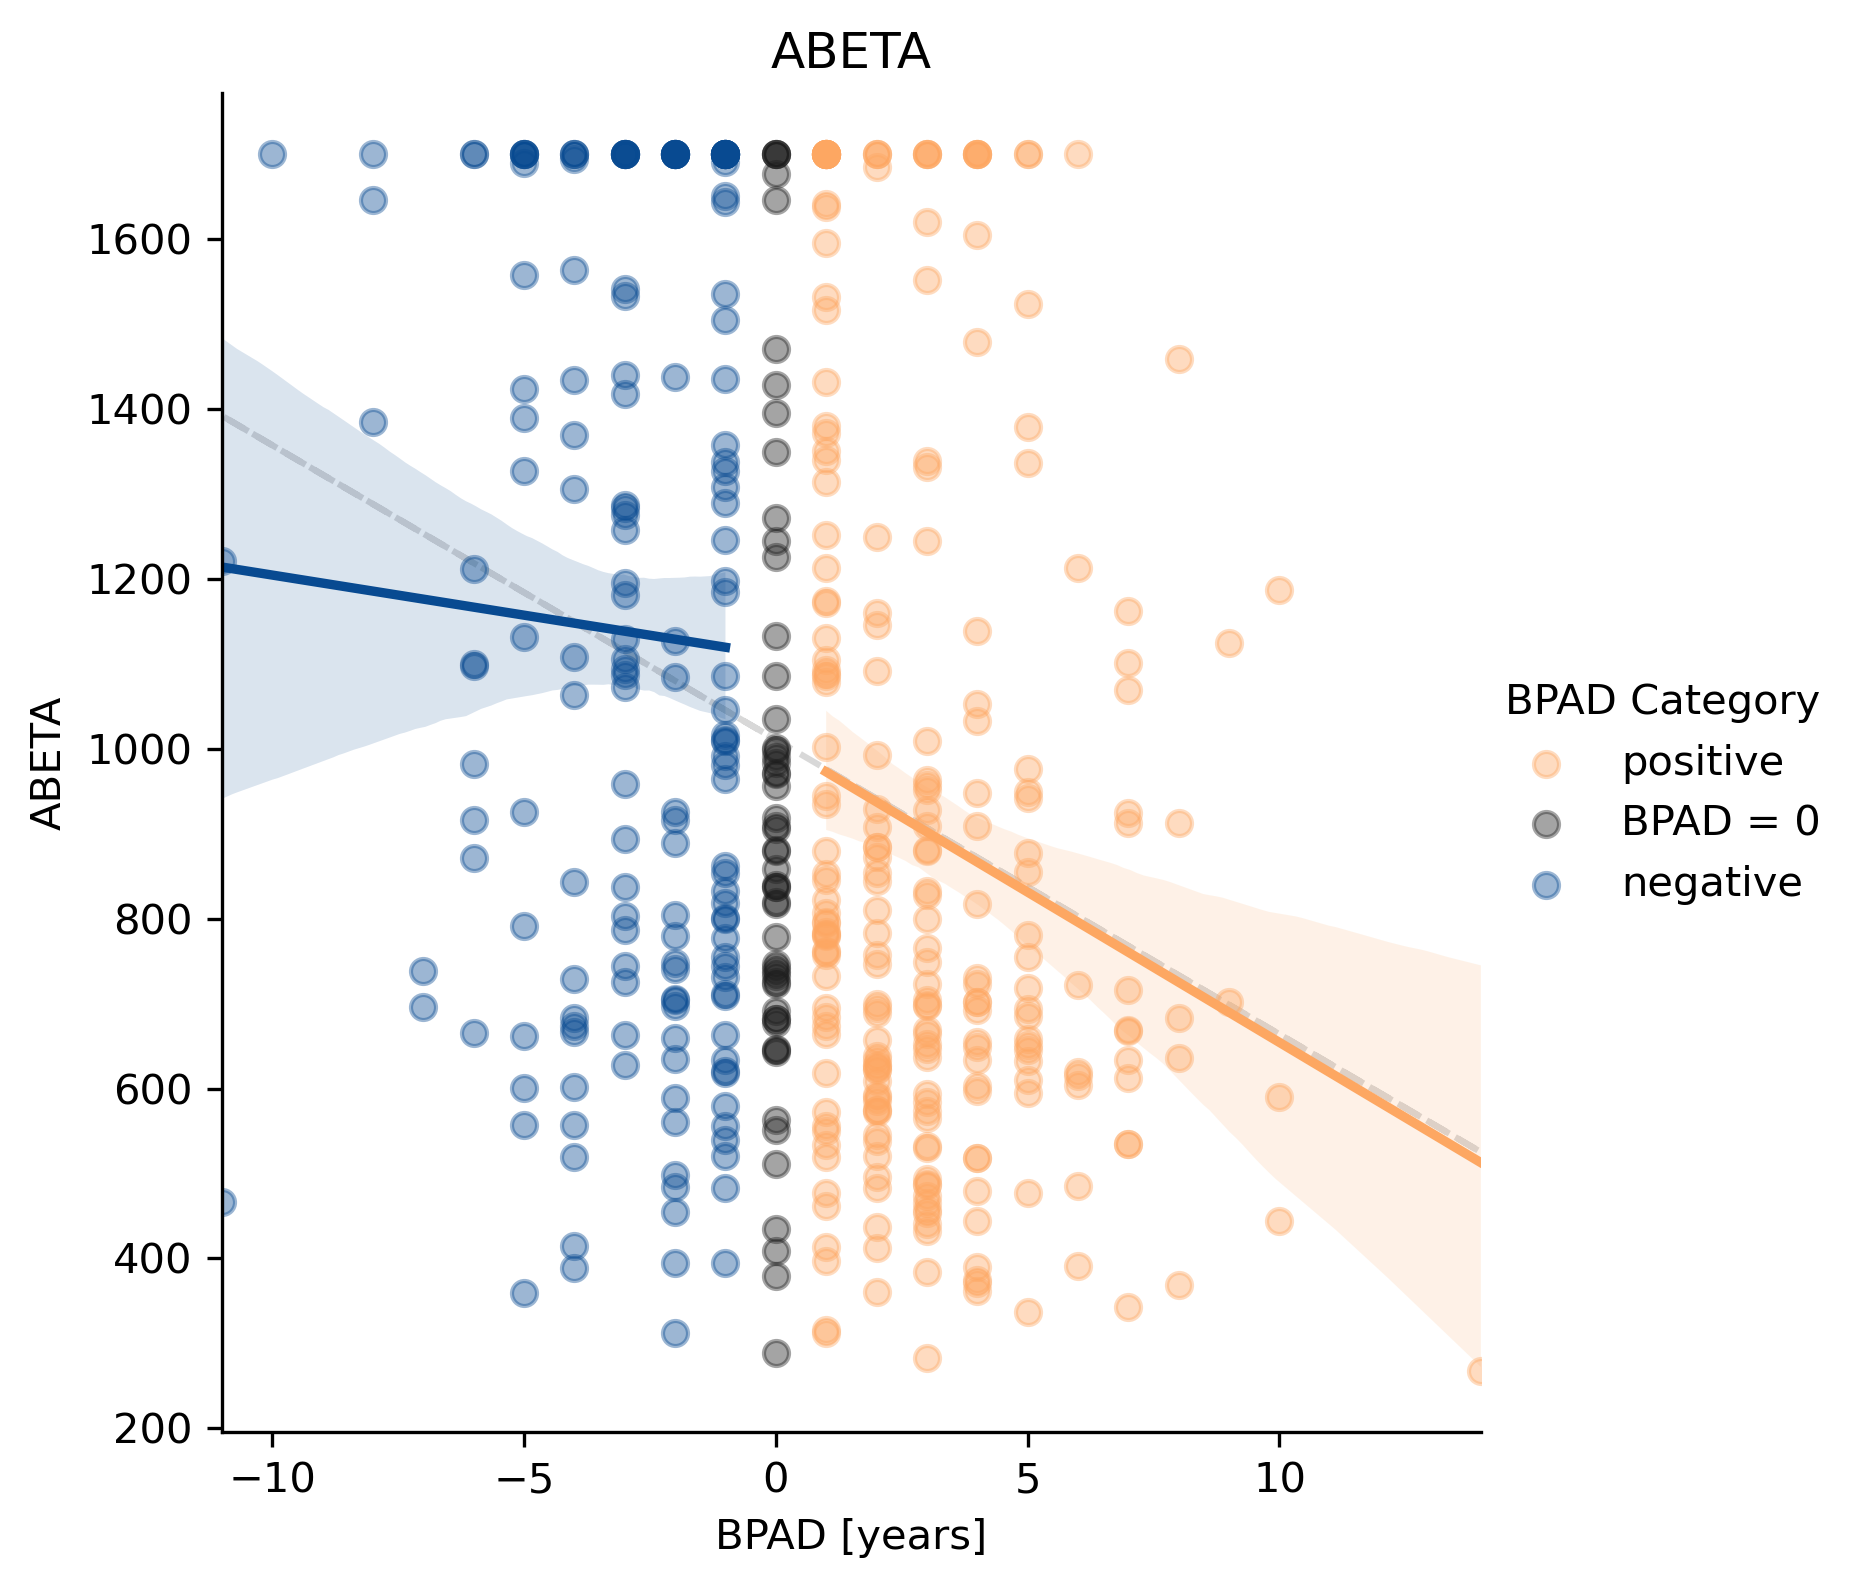 ABETA
1600
1400
1200
1000
800
600
400
200
ABETA
−10 −5 0 5 10
BPAD [years]
BPAD Category
positive
BPAD = 0
negative